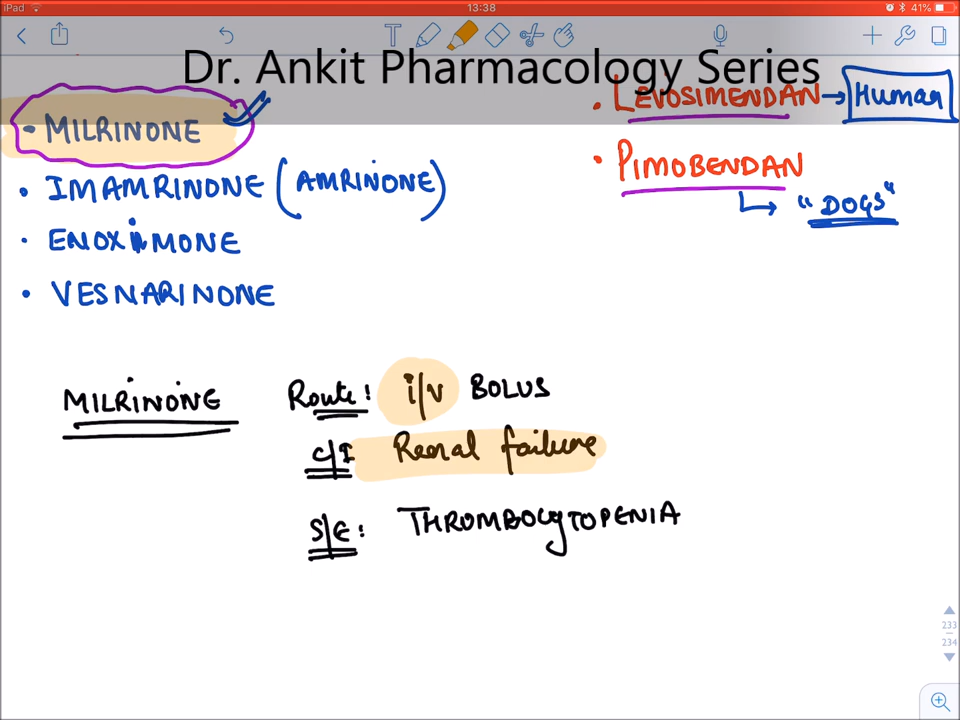 iPad 13:38 41%
T
Dr. Ankit Pharmacology Series
• MILRINONE
• IMAMRINONE (AMRINONE)
• ENOXIMONE
• VESNARINONE
• LEVOSIMENDAN → Human
• PIMOBENDAN
"DOGS"
MILRINONE Route: i/v BOLUS
C/I Renal failure
S/E: THROMBOCYTOPENIA
233
234